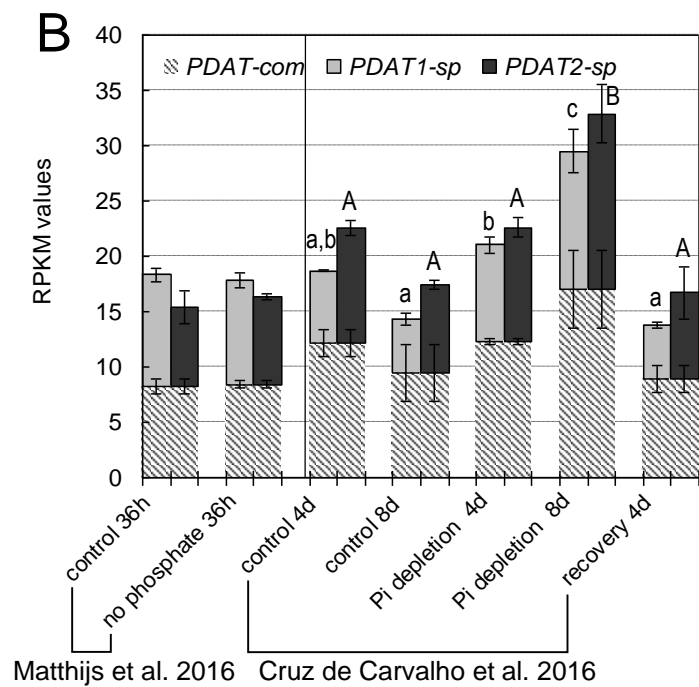 B
40
35
30
25
20
15
10
5
0
RPKM values
PDAT-com PDAT1-sp PDAT2-sp
a,b
A
a
A
b
A
c
B
a
A
control 36h
no phosphate 36h
control 4d
control 8d
Pi depletion 4d
Pi depletion 8d
recovery 4d
Matthijs et al. 2016 Cruz de Carvalho et al. 2016